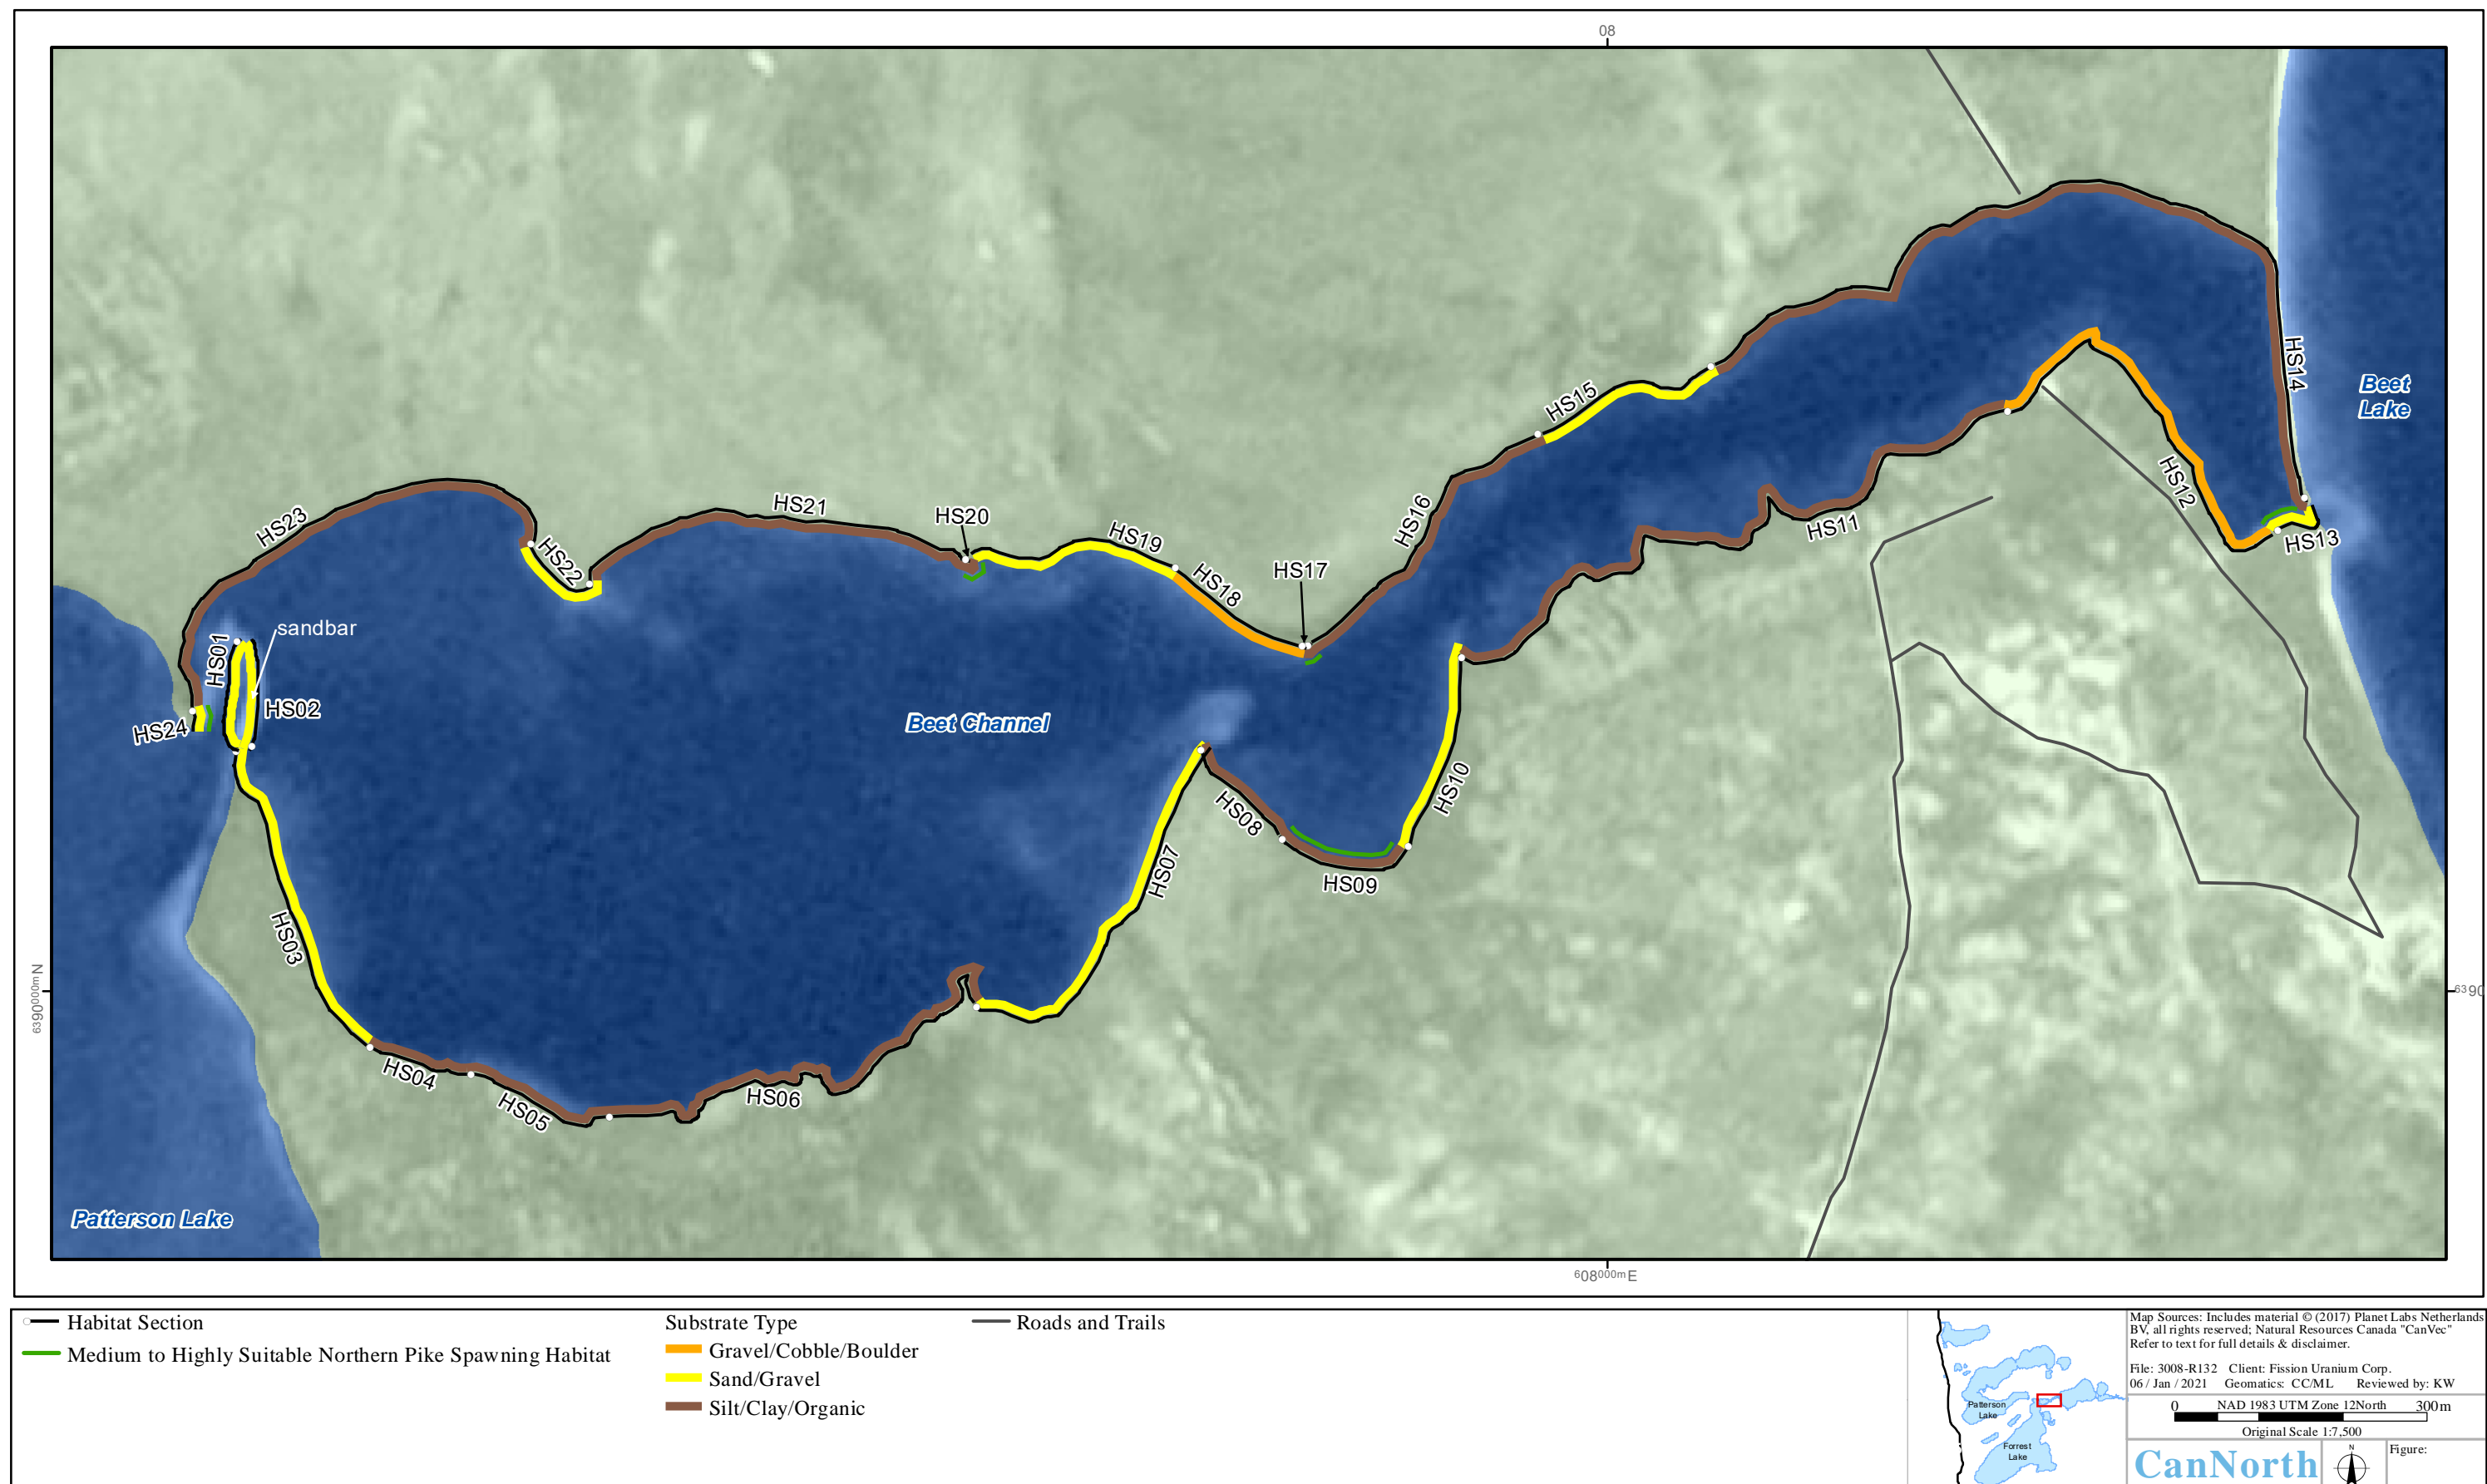 08
HS14
Beet
Lake
HS15
HS12
HS16
HS23
HS21
HS20
HS19
HS22
HS11
HS13
HS17
HS18
sandbar
HS01
HS02
HS24
Beet Channel
HS10
HS08
HS07
HS09
HS03
6390000mN
6390
HS04
HS05
HS06
Patterson Lake
608000mE
Habitat Section
Medium to Highly Suitable Northern Pike Spawning Habitat
Substrate Type
Gravel/Cobble/Boulder
Sand/Gravel
Silt/Clay/Organic
Roads and Trails
Patterson
Lake
Forrest
Lake
Map Sources: Includes material © (2017) Planet Labs Netherlands
BV, all rights reserved; Natural Resources Canada "CanVec"
Refer to text for full details & disclaimer.
File: 3008-R132 Client: Fission Uranium Corp.
06 / Jan / 2021 Geomatics: CC/ML Reviewed by: KW
0 NAD 1983 UTM Zone 12North 300m
Original Scale 1:7,500
CanNorth
N
Figure: